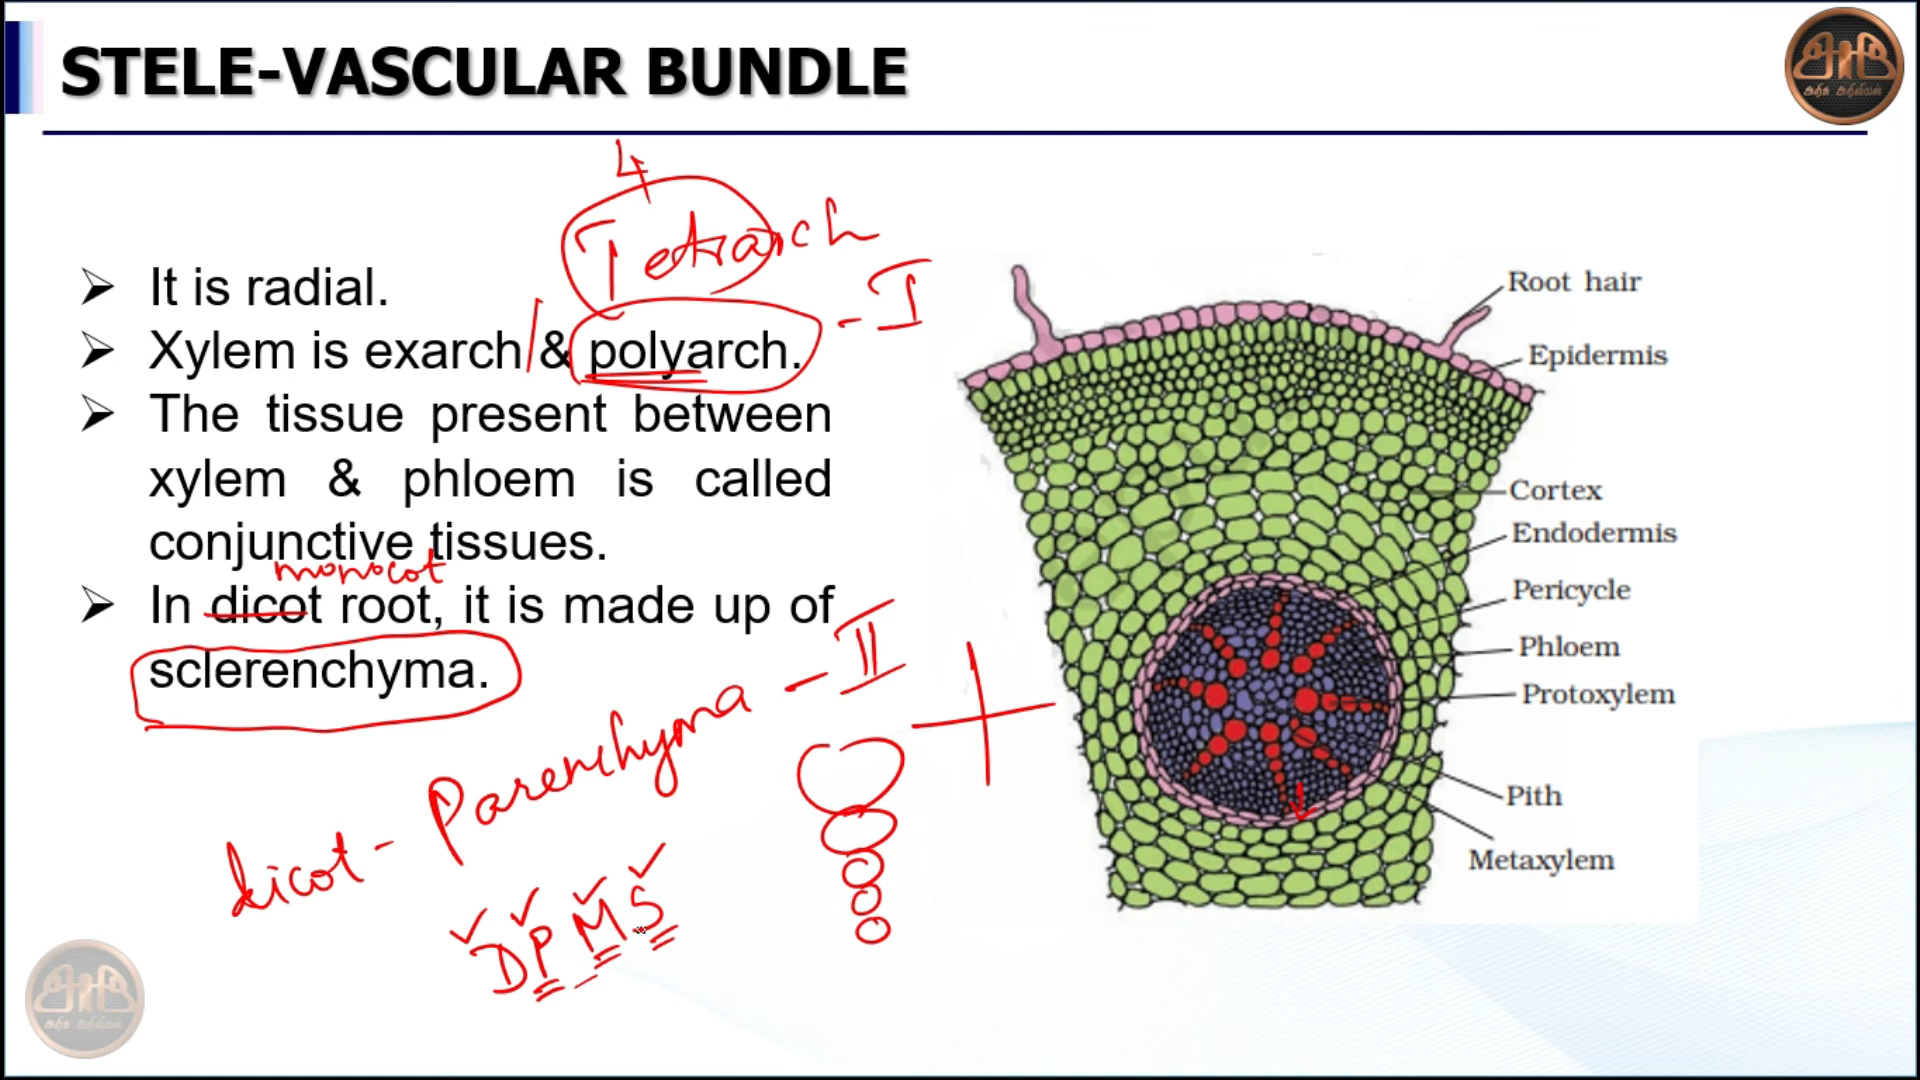 STELE-VASCULAR BUNDLE
4
Tetrarch
➢ It is radial.
➢ Xylem is exarch / & polyarch. - I
➢ The tissue present between
xylem & phloem is called
conjunctive tissues.
monocot
➢ In dicot root, it is made up of
sclerenchyma.
dicot - Parenchyma - II
DPMS
Root hair
Epidermis
Cortex
Endodermis
Pericycle
Phloem
Protoxylem
Pith
Metaxylem